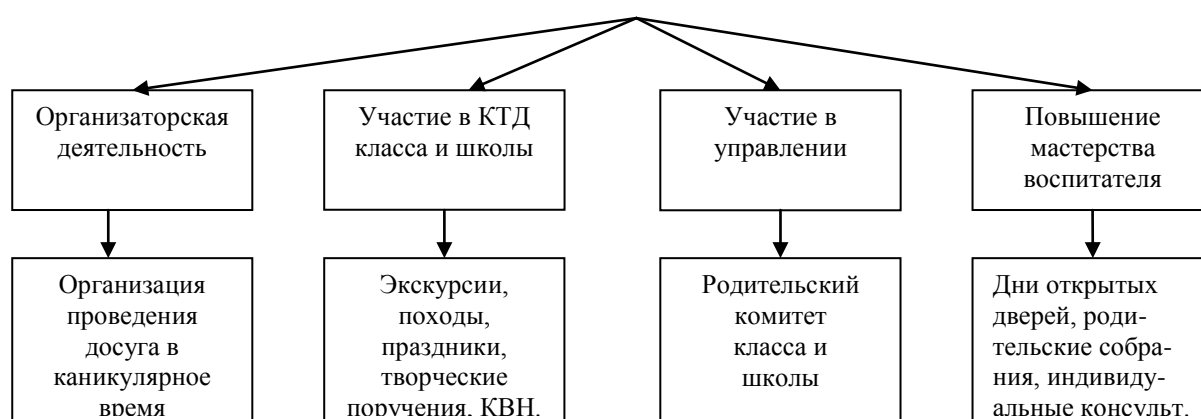 Организаторская
деятельность
Участие в КТД
класса и школы
Участие в
управлении
Повышение
мастерства
воспитателя
Организация
проведения
досуга в
каникулярное
время
Экскурсии,
походы,
праздники,
творческие
поручения, КВН.
Родительский
комитет
класса и
школы
Дни открытых
дверей, роди-
тельские собра-
ния, индивиду-
альные консульт.